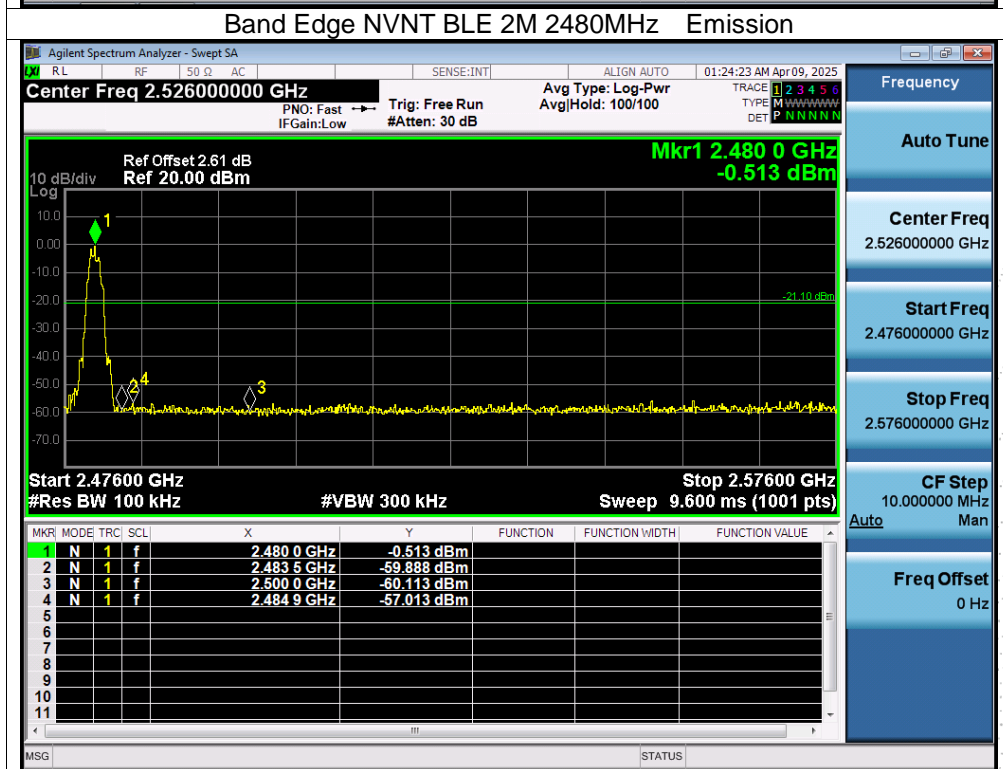 Band Edge NVNT BLE 2M 2480MHz Emission
Agilent Spectrum Analyzer - Swept SA
LXI RL RF 50 Ω AC SENSE:INT ALIGN AUTO 01:24:23 AM Apr 09, 2025
Center Freq 2.526000000 GHz
PNO: Fast
IFGain:Low
Trig: Free Run
#Atten: 30 dB
Avg Type: Log-Pwr
Avg|Hold: 100/100
TRACE 1 2 3 4 5 6
TYPE M WWWWW
DET P N N N N N
Frequency
Auto Tune
Center Freq
2.526000000 GHz
Start Freq
2.476000000 GHz
Stop Freq
2.576000000 GHz
CF Step
10.000000 MHz
Auto Man
Freq Offset
0 Hz
Mkr1 2.480 0 GHz
-0.513 dBm
Ref Offset 2.61 dB
10 dB/div Ref 20.00 dBm
Log
10.0
0.00
-10.0
-20.0
-30.0
-40.0
-50.0
-60.0
-70.0
1
-21.10 dBm
2 4
3
Start 2.47600 GHz Stop 2.57600 GHz
#Res BW 100 kHz #VBW 300 kHz Sweep 9.600 ms (1001 pts)
MKR MODE TRC SCL X Y FUNCTION FUNCTION WIDTH FUNCTION VALUE
1 N 1 f 2.480 0 GHz -0.513 dBm
2 N 1 f 2.483 5 GHz -59.888 dBm
3 N 1 f 2.500 0 GHz -60.113 dBm
4 N 1 f 2.484 9 GHz -57.013 dBm
5
6
7
8
9
10
11
MSG STATUS